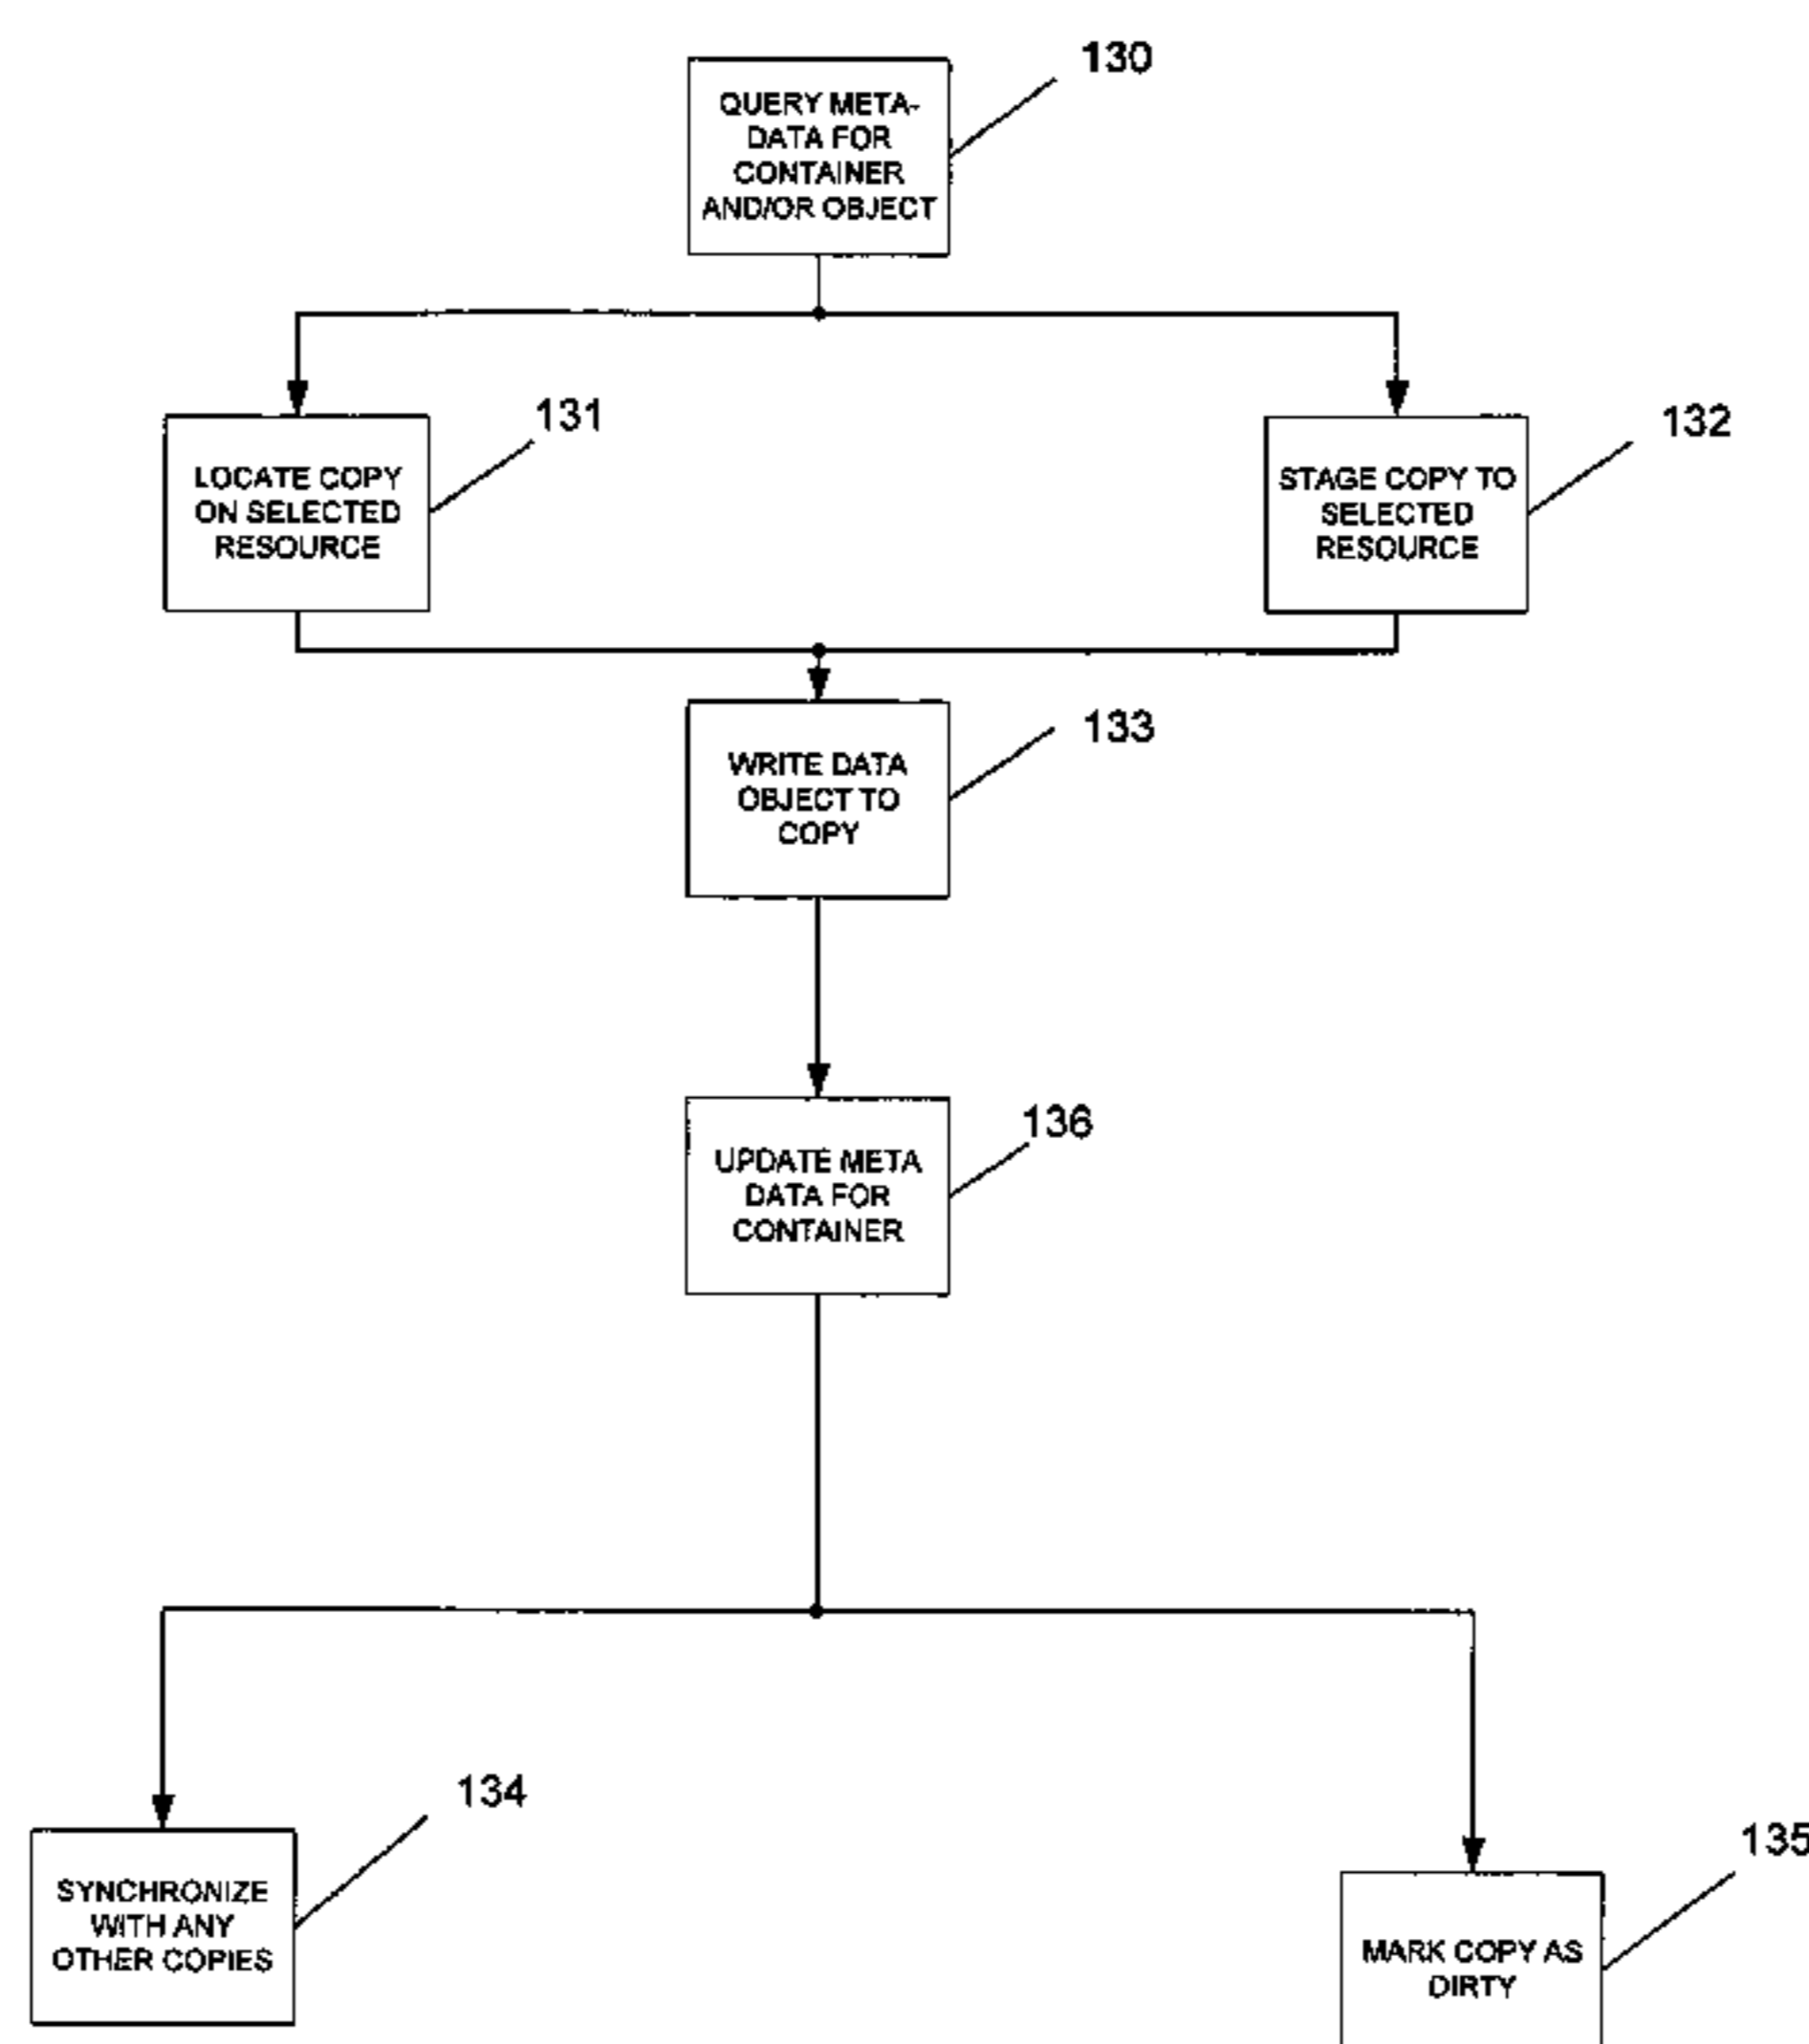 130
QUERY META-
DATA FOR
CONTAINER
AND/OR OBJECT
131
LOCATE COPY
ON SELECTED
RESOURCE
132
STAGE COPY TO
SELECTED
RESOURCE
133
WRITE DATA
OBJECT TO
COPY
136
UPDATE META
DATA FOR
CONTAINER
134
SYNCHRONIZE
WITH ANY
OTHER COPIES
135
MARK COPY AS
DIRTY